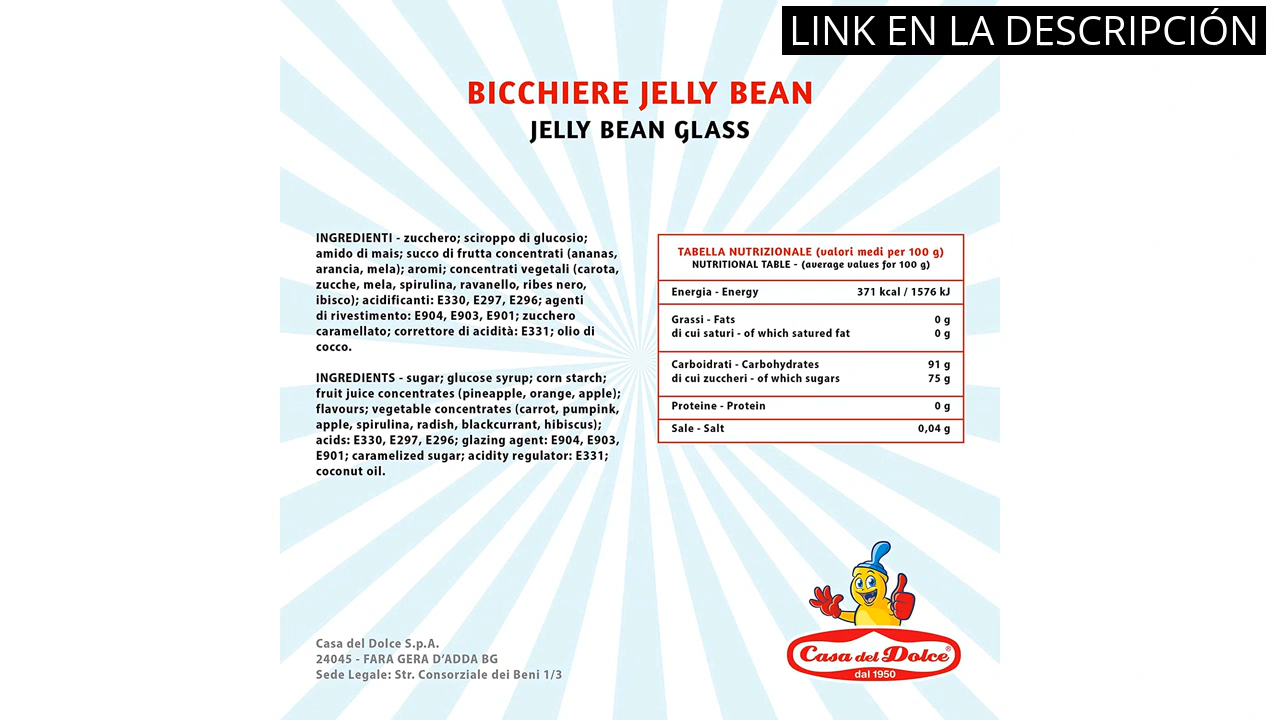 LINK EN LA DESCRIPCIÓN
BICCHIERE JELLY BEAN
JELLY BEAN GLASS
INGREDIENTI - zucchero; sciroppo di glucosio;
amido di mais; succo di frutta concentrati (ananas,
arancia, mela); aromi; concentrati vegetali (carota,
zucche, mela, spirulina, ravanello, ribes nero,
ibisco); acidificanti: E330, E297, E296; agenti
di rivestimento: E904, E903, E901; zucchero
caramellato; correttore di acidità: E331; olio di
cocco.
INGREDIENTS - sugar; glucose syrup; corn starch;
fruit juice concentrates (pineapple, orange, apple);
flavours; vegetable concentrates (carrot, pumpink,
apple, spirulina, radish, blackcurrant, hibiscus);
acids: E330, E297, E296; glazing agent: E904, E903,
E901; caramelized sugar; acidity regulator: E331;
coconut oil.
TABELLA NUTRIZIONALE (valori medi per 100 g)
NUTRITIONAL TABLE - (average values for 100 g)
Energia - Energy 371 kcal / 1576 kJ
Grassi - Fats 0 g
di cui saturi - of which satured fat 0 g
Carboidrati - Carbohydrates 91 g
di cui zuccheri - of which sugars 75 g
Proteine - Protein 0 g
Sale - Salt 0,04 g
Casa del Dolce S.p.A.
24045 - FARA GERA D'ADDA BG
Sede Legale: Str. Consorziale dei Beni 1/3
Casa del Dolce®
dal 1950